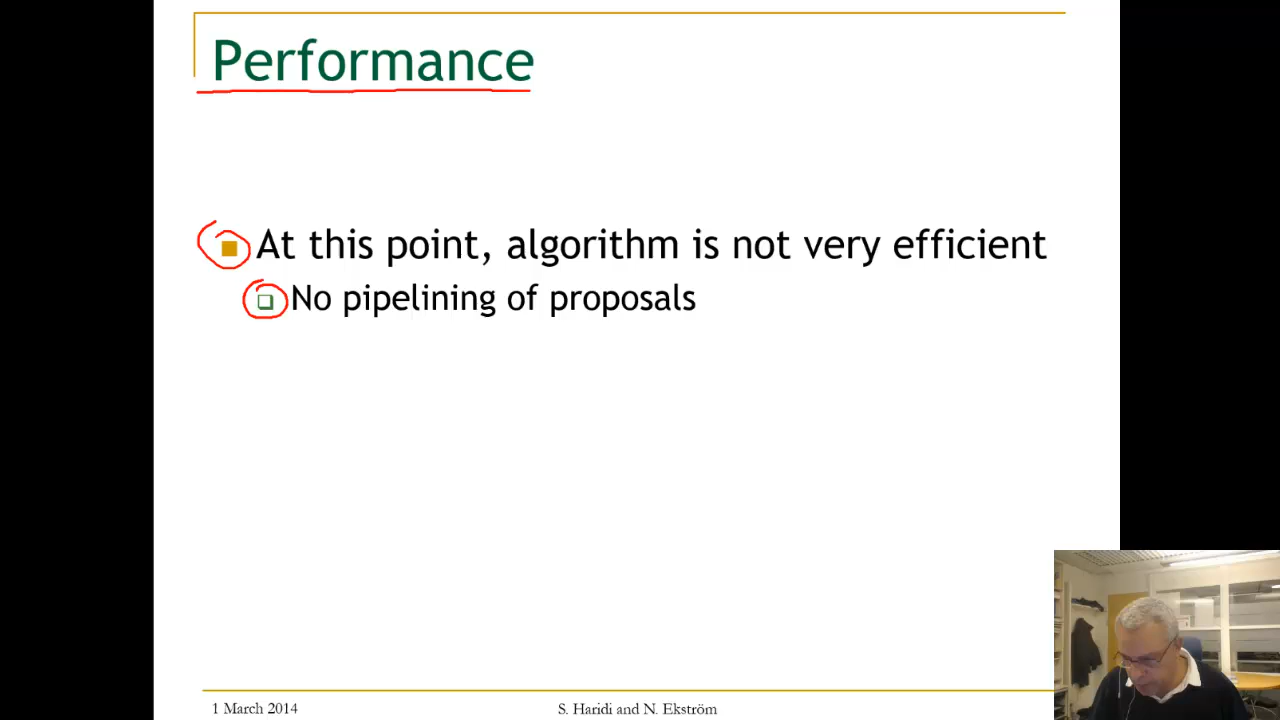 Performance
At this point, algorithm is not very efficient
No pipelining of proposals
1 March 2014
S. Haridi and N. Ekström